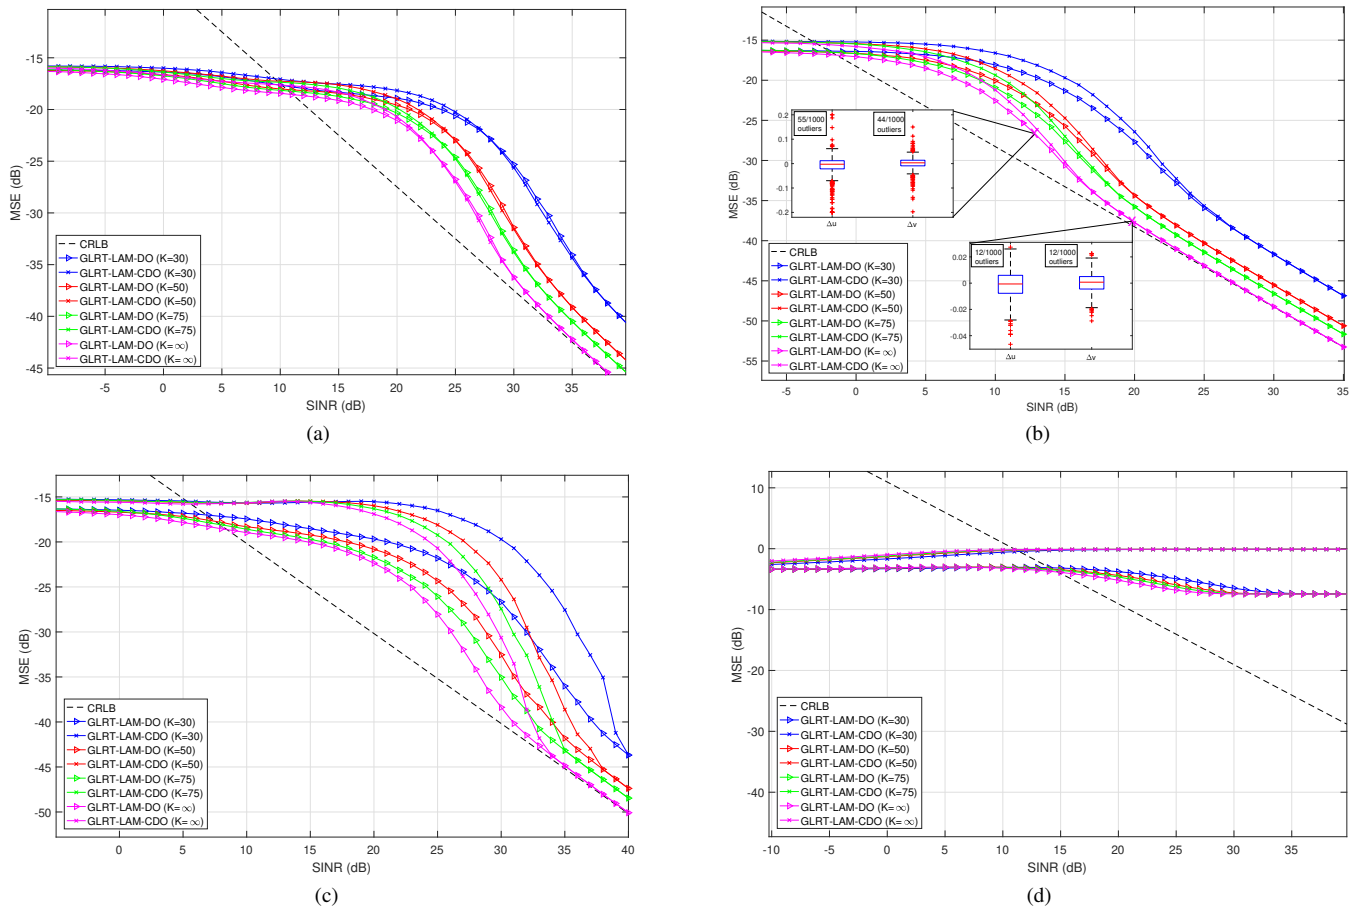 -15
-20
-25
-30
-35
-40
-45
MSE (dB)
CRLB
GLRT-LAM-DO (K=30)
GLRT-LAM-CDO (K=30)
GLRT-LAM-DO (K=50)
GLRT-LAM-CDO (K=50)
GLRT-LAM-DO (K=75)
GLRT-LAM-CDO (K=75)
GLRT-LAM-DO (K=∞)
GLRT-LAM-CDO (K=∞)
-5 0 5 10 15 20 25 30 35
SINR (dB)
(a)
-15
-20
-25
-30
-35
-40
-45
-50
-55
MSE (dB)
0.2
0.1
0
-0.1
-0.2
55/1000
outliers
44/1000
outliers
Δu Δv
0.02
0
-0.02
-0.04
12/1000
outliers
12/1000
outliers
Δu Δv
CRLB
GLRT-LAM-DO (K=30)
GLRT-LAM-CDO (K=30)
GLRT-LAM-DO (K=50)
GLRT-LAM-CDO (K=50)
GLRT-LAM-DO (K=75)
GLRT-LAM-CDO (K=75)
GLRT-LAM-DO (K=∞)
GLRT-LAM-CDO (K=∞)
-5 0 5 10 15 20 25 30 35
SINR (dB)
(b)
-15
-20
-25
-30
-35
-40
-45
-50
MSE (dB)
CRLB
GLRT-LAM-DO (K=30)
GLRT-LAM-CDO (K=30)
GLRT-LAM-DO (K=50)
GLRT-LAM-CDO (K=50)
GLRT-LAM-DO (K=75)
GLRT-LAM-CDO (K=75)
GLRT-LAM-DO (K=∞)
GLRT-LAM-CDO (K=∞)
0 5 10 15 20 25 30 35 40
SINR (dB)
(c)
10
0
-10
-20
-30
-40
MSE (dB)
CRLB
GLRT-LAM-DO (K=30)
GLRT-LAM-CDO (K=30)
GLRT-LAM-DO (K=50)
GLRT-LAM-CDO (K=50)
GLRT-LAM-DO (K=75)
GLRT-LAM-CDO (K=75)
GLRT-LAM-DO (K=∞)
GLRT-LAM-CDO (K=∞)
-10 -5 0 5 10 15 20 25 30 35
SINR (dB)
(d)